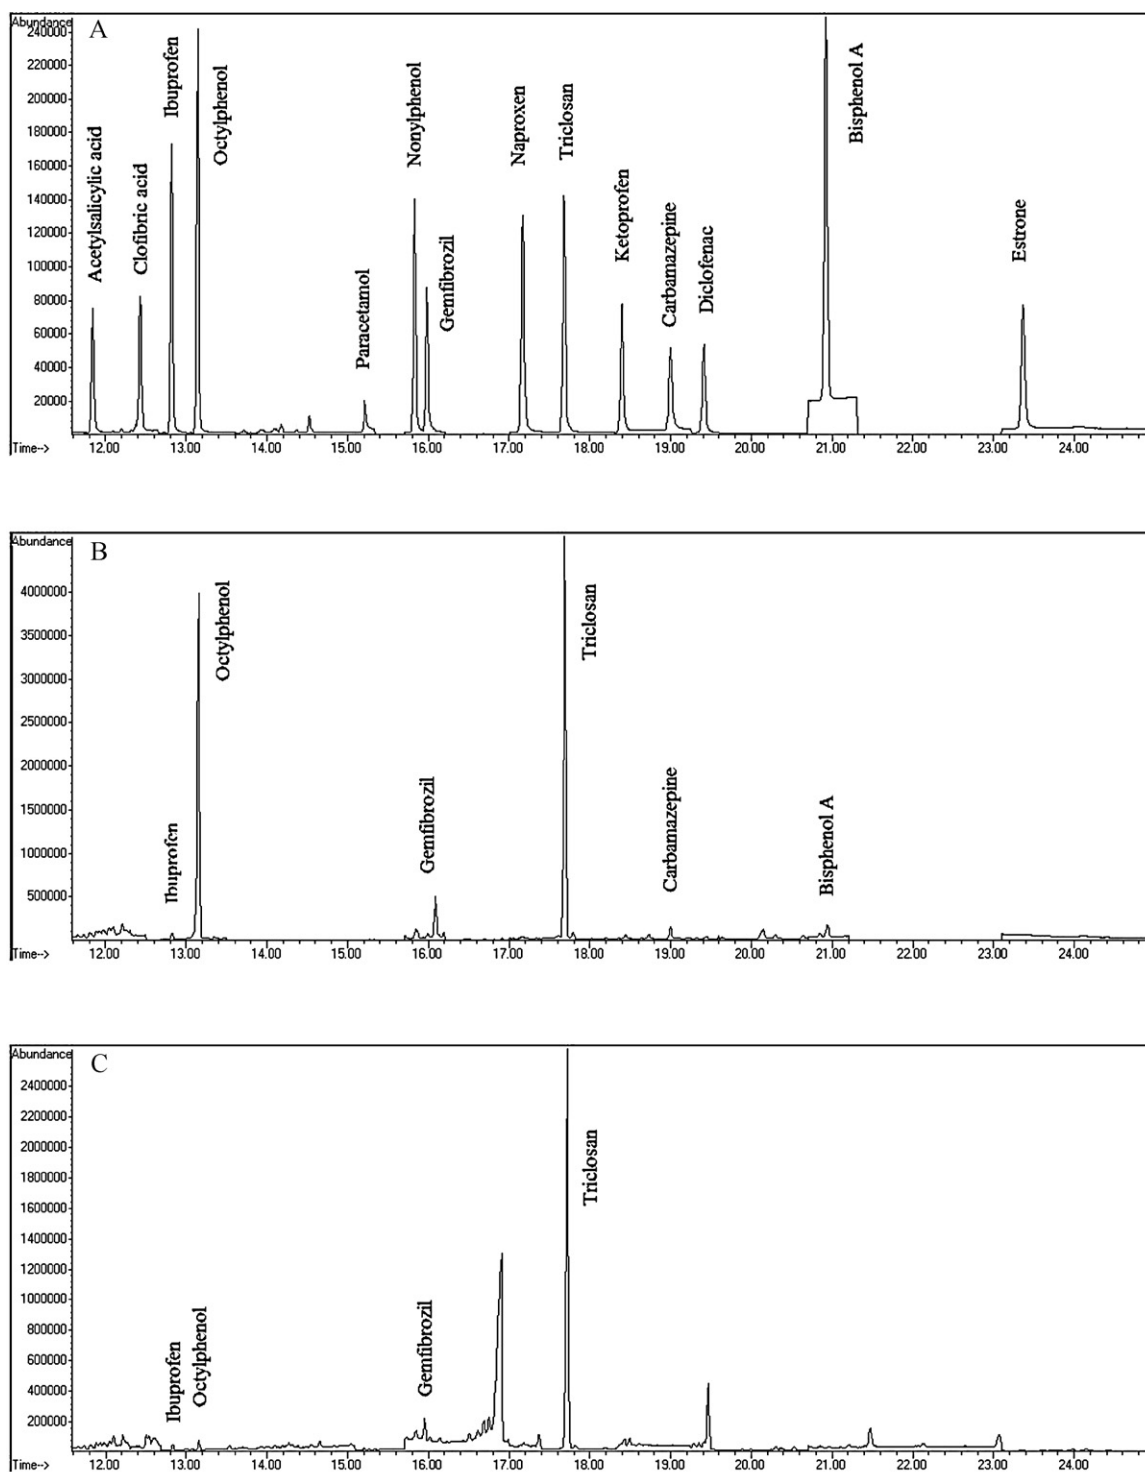 Abundance
A
240000
220000
200000
180000
160000
140000
120000
100000
80000
60000
40000
20000
Acetylsalicylic acid
Clofibric acid
Ibuprofen
Octylphenol
Paracetamol
Nonylphenol
Gemfibrozil
Naproxen
Triclosan
Ketoprofen
Carbamazepine
Diclofenac
Bisphenol A
Estrone
Time--> 12.00 13.00 14.00 15.00 16.00 17.00 18.00 19.00 20.00 21.00 22.00 23.00 24.00
Abundance
B
4000000
3500000
3000000
2500000
2000000
1500000
1000000
500000
Ibuprofen
Octylphenol
Gemfibrozil
Triclosan
Carbamazepine
Bisphenol A
Time--> 12.00 13.00 14.00 15.00 16.00 17.00 18.00 19.00 20.00 21.00 22.00 23.00 24.00
Abundance
C
2400000
2200000
2000000
1800000
1600000
1400000
1200000
1000000
800000
600000
400000
200000
Ibuprofen
Octylphenol
Gemfibrozil
Triclosan
Time--> 12.00 13.00 14.00 15.00 16.00 17.00 18.00 19.00 20.00 21.00 22.00 23.00 24.00